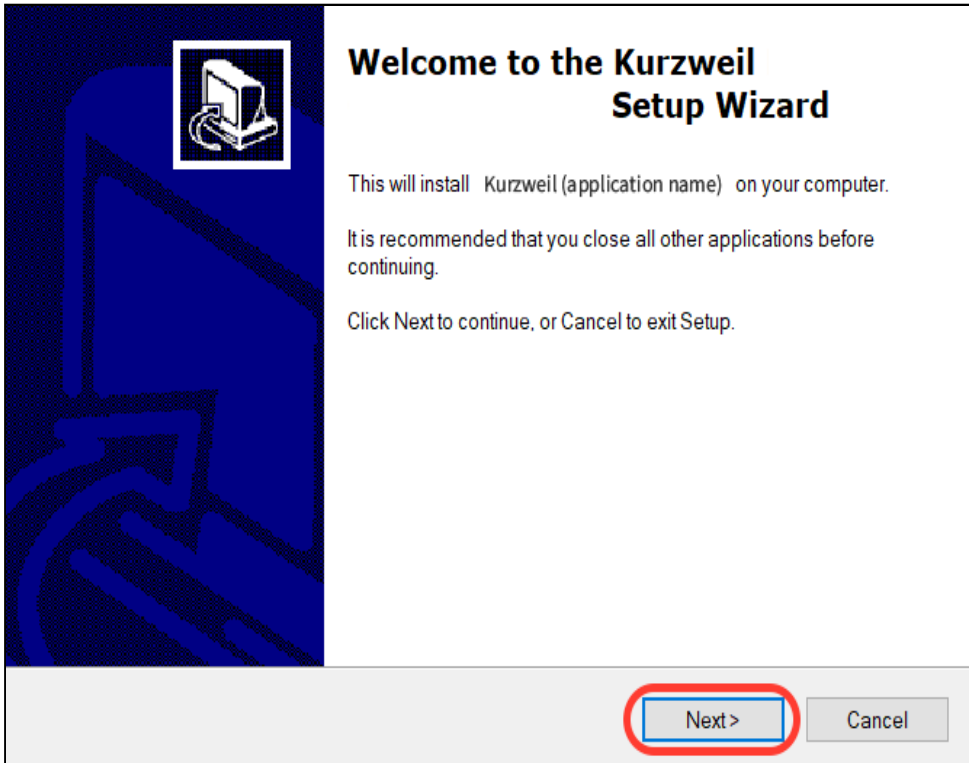 Welcome to the Kurzweil
Setup Wizard
This will install Kurzweil (application name) on your computer.
It is recommended that you close all other applications before
continuing.
Click Next to continue, or Cancel to exit Setup.
Next >
Cancel